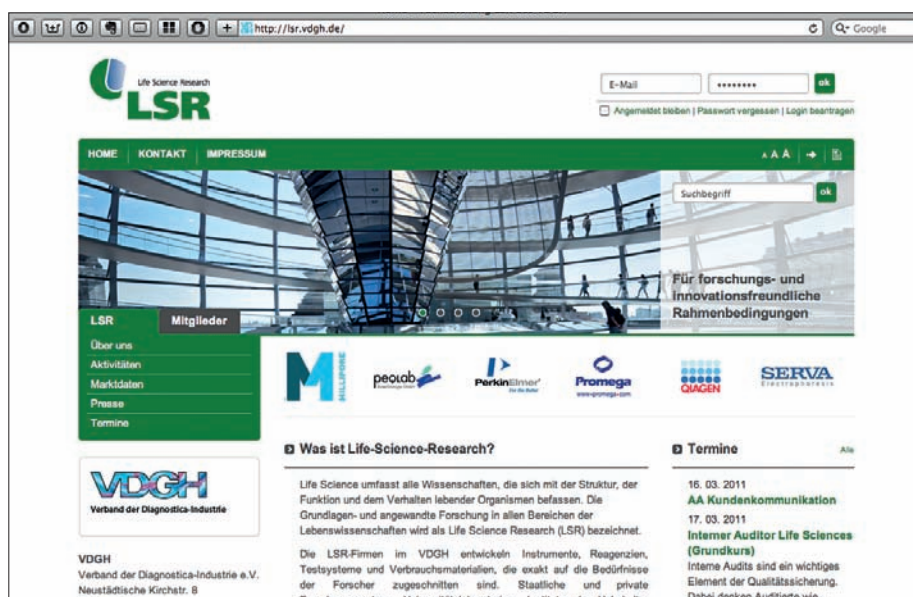 http://lsr.vdgh.de/
Google
Life Science Research
LSR
E-Mail
••••••••
ok
Angemeldet bleiben | Passwort vergessen | Login beantragen
HOME
KONTAKT
IMPRESSUM
A A A
Suchbegriff
ok
Für forschungs- und
innovationsfreundliche
Rahmenbedingungen
LSR
Mitglieder
Über uns
Aktivitäten
Marktdaten
Presse
Termine
MILLIPORE
peqlab
PerkinElmer
For the Better
Promega
www.promega.com
QIAGEN
SERVA
Electrophoresis
VDGH
Verband der Diagnostica-Industrie
VDGH
Verband der Diagnostica-Industrie e.V.
Neustädtische Kirchstr. 8
Was ist Life-Science-Research?
Life Science umfasst alle Wissenschaften, die sich mit der Struktur, der
Funktion und dem Verhalten lebender Organismen befassen. Die
Grundlagen- und angewandte Forschung in allen Bereichen der
Lebenswissenschaften wird als Life Science Research (LSR) bezeichnet.
Die LSR-Firmen im VDGH entwickeln Instrumente, Reagenzien,
Testsysteme und Verbrauchsmaterialien, die exakt auf die Bedürfnisse
der Forscher zugeschnitten sind. Staatliche und private
Termine
Alle
16. 03. 2011
AA Kundenkommunikation
17. 03. 2011
Interner Auditor Life Sciences
(Grundkurs)
Interne Audits sind ein wichtiges
Element der Qualitätssicherung.
Dabei denken Auditierte wie